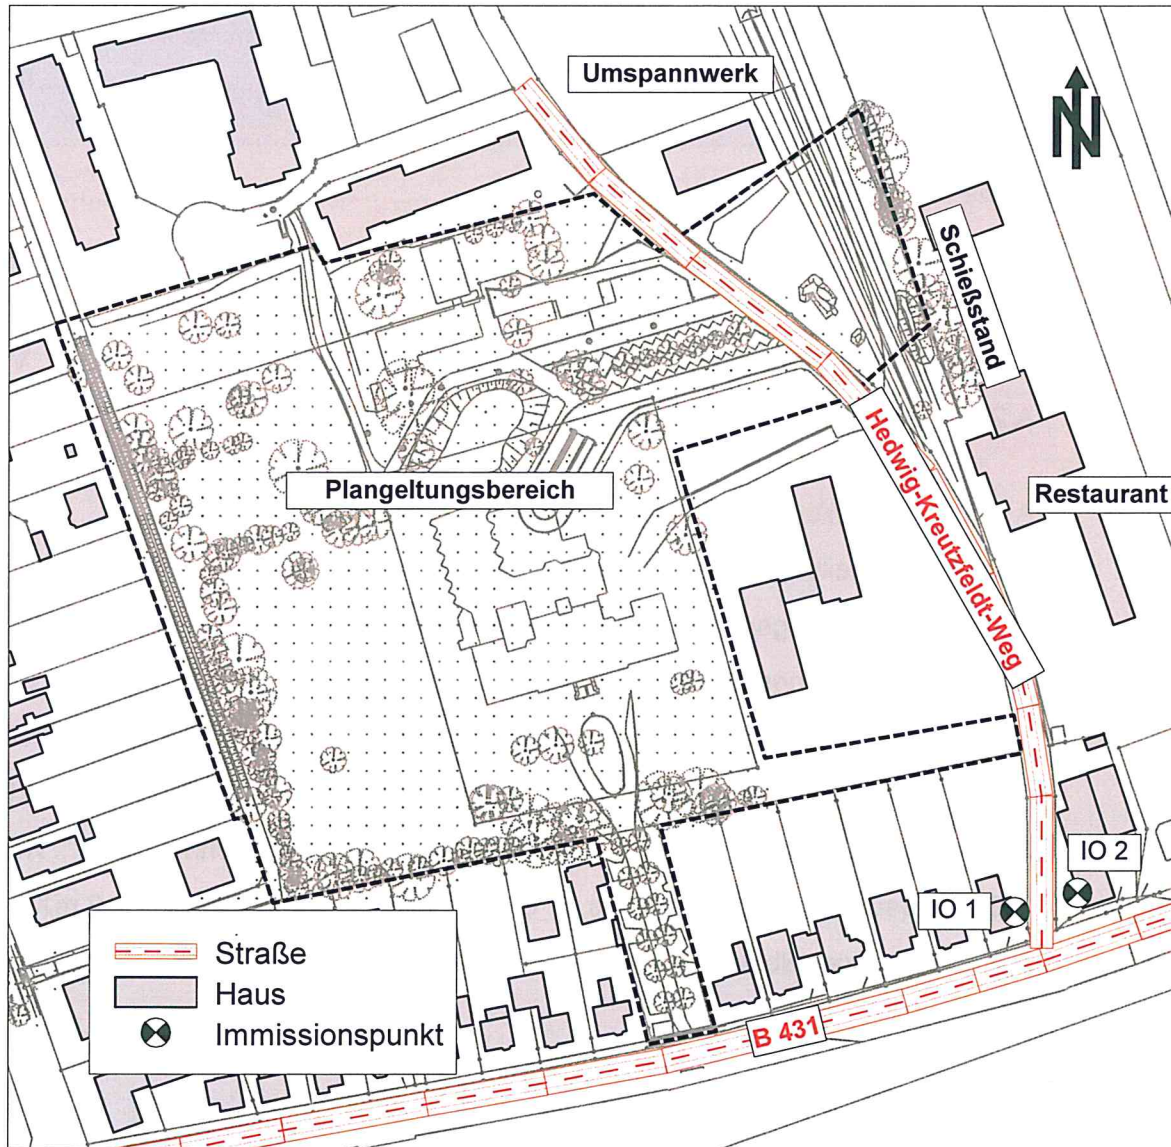 Umspannwerk
N
Schießstand
Plangeltungsbereich
Restaurant
Hedwig-Kreutzfeldt-Weg
IO 2
IO 1
Straße
Haus
Immissionspunkt
B 431